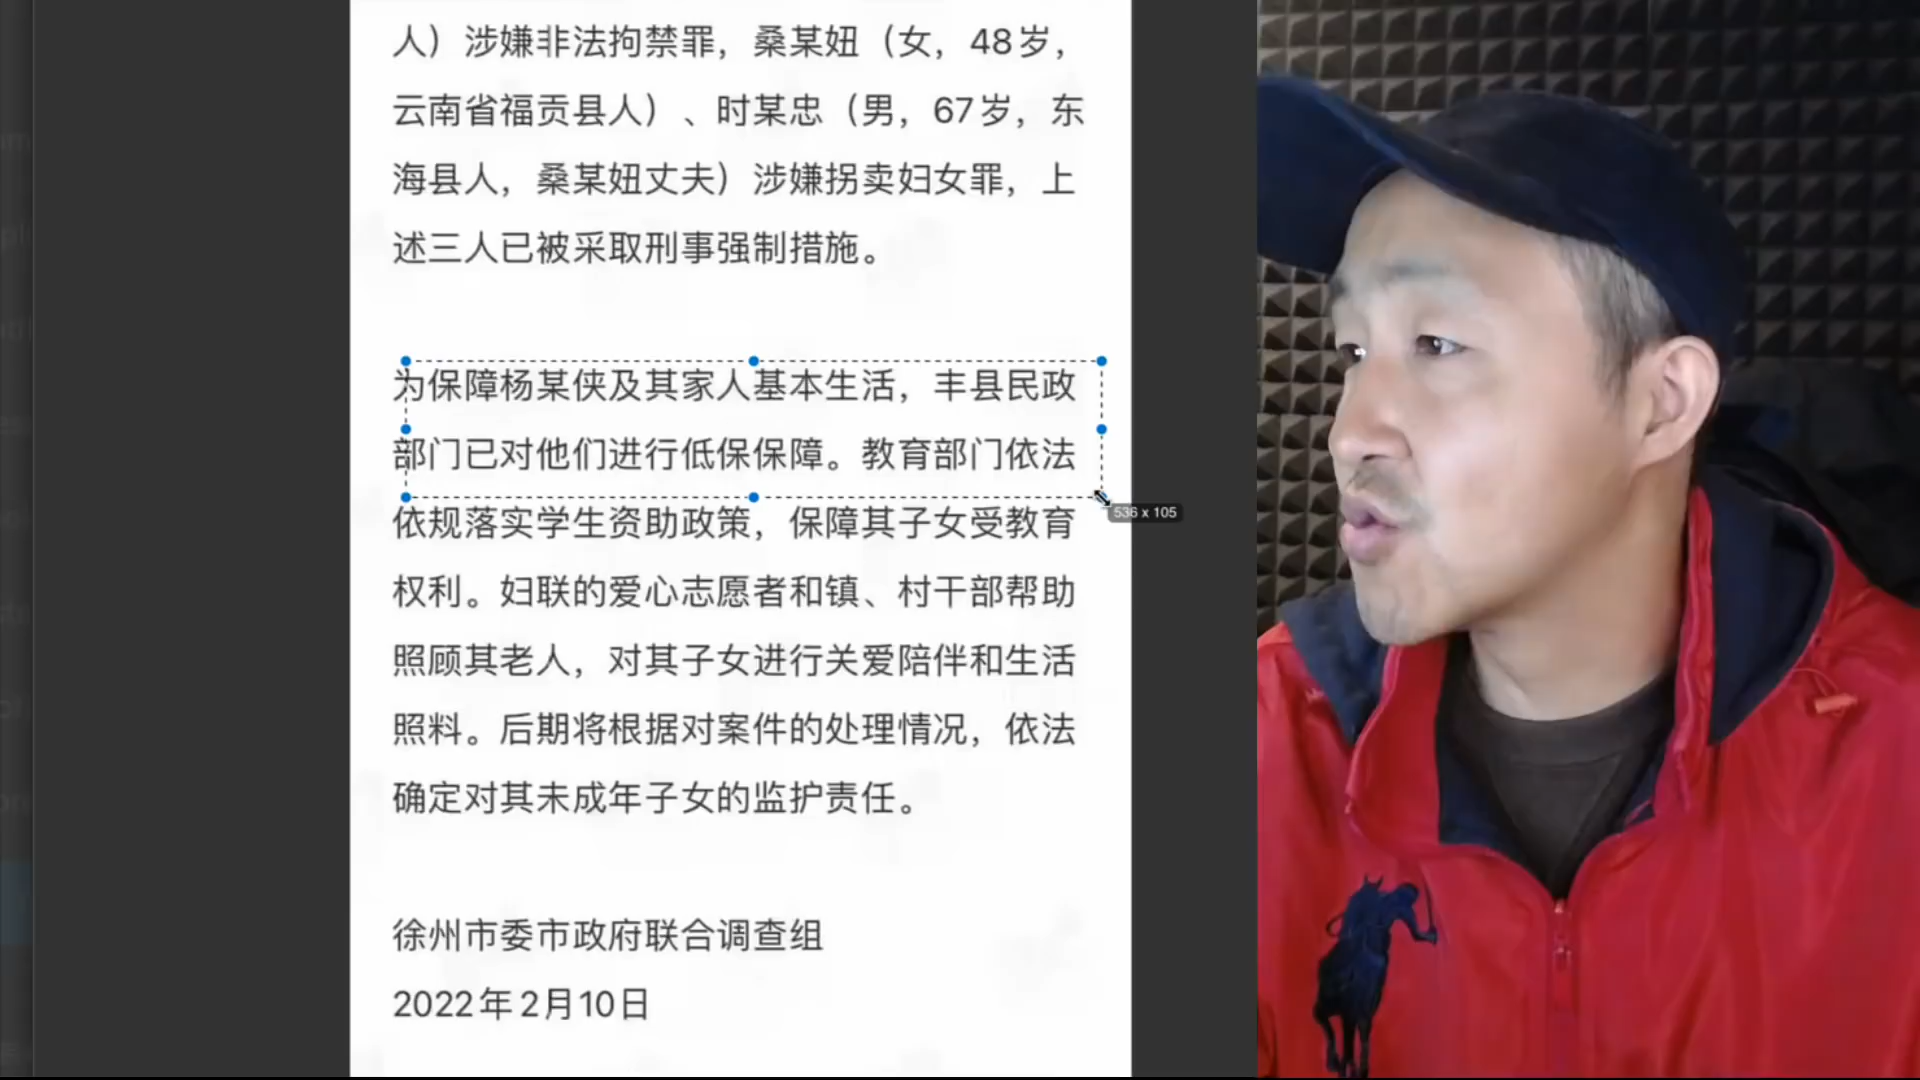 人）涉嫌非法拘禁罪，桑某妞（女，48岁，
云南省福贡县人）、时某忠（男，67岁，东
海县人，桑某妞丈夫）涉嫌拐卖妇女罪，上
述三人已被采取刑事强制措施。
为保障杨某侠及其家人基本生活，丰县民政
部门已对他们进行低保保障。教育部门依法
依规落实学生资助政策，保障其子女受教育
权利。妇联的爱心志愿者和镇、村干部帮助
照顾其老人，对其子女进行关爱陪伴和生活
照料。后期将根据对案件的处理情况，依法
确定对其未成年子女的监护责任。
徐州市委市政府联合调查组
2022年2月10日
536 x 105